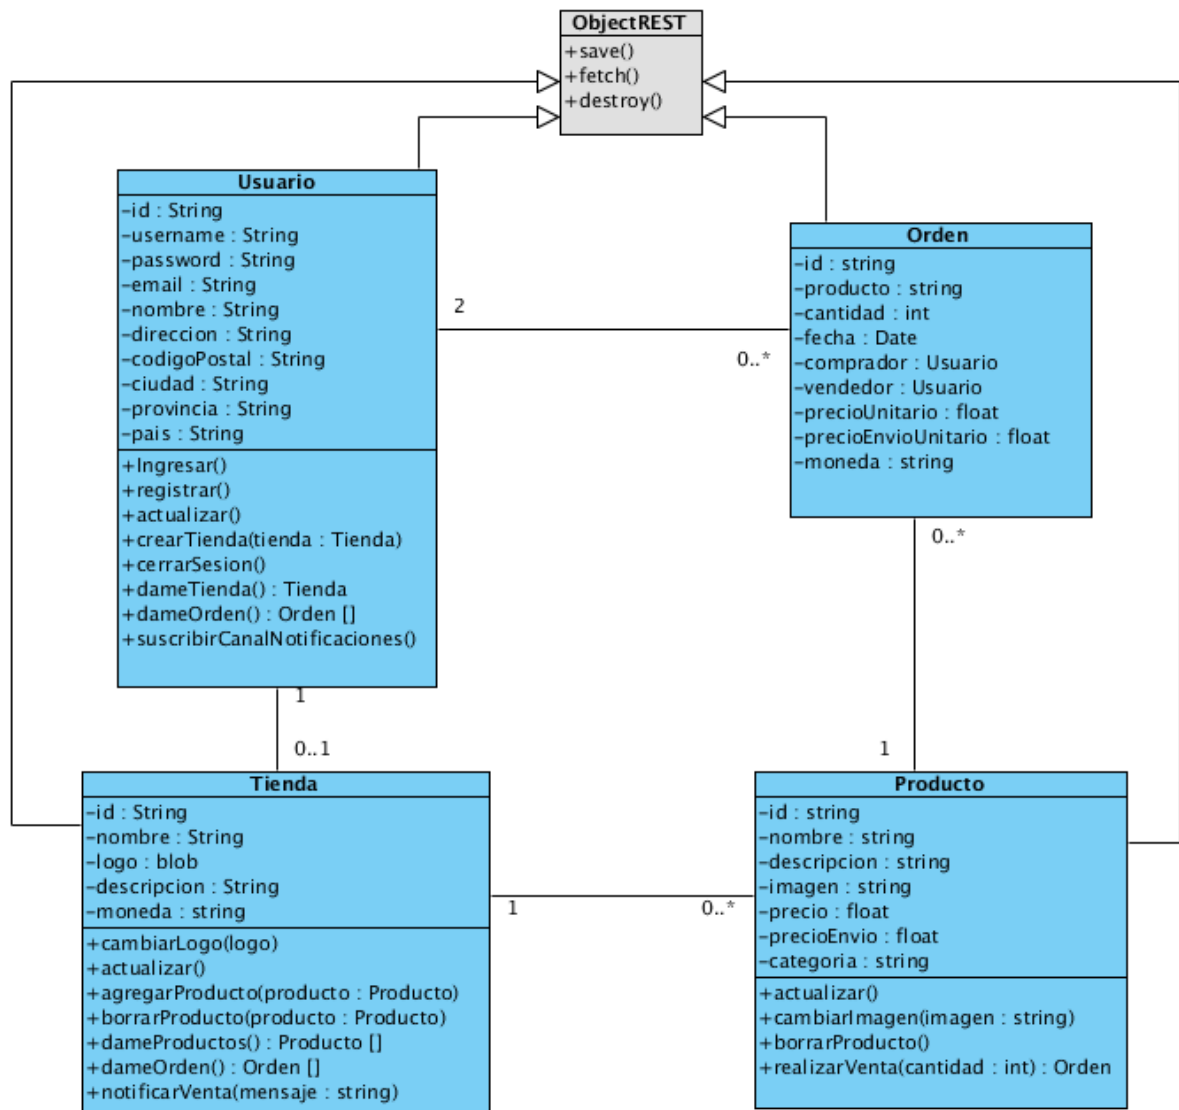 ObjectREST
+save()
+fetch()
+destroy()
Usuario
-id : String
-username : String
-password : String
-email : String
-nombre : String
-direccion : String
-codigoPostal : String
-ciudad : String
-provincia : String
-pais : String
+Ingresar()
+registrar()
+actualizar()
+crearTienda(tienda : Tienda)
+cerrarSesion()
+dameTienda() : Tienda
+dameOrden() : Orden []
+suscribirCanalNotificaciones()
2
0..*
Orden
-id : string
-producto : string
-cantidad : int
-fecha : Date
-comprador : Usuario
-vendedor : Usuario
-precioUnitario : float
-precioEnvioUnitario : float
-moneda : string
0..*
1
1
0..1
Tienda
-id : String
-nombre : String
-logo : blob
-descripcion : String
-moneda : string
+cambiarLogo(logo)
+actualizar()
+agregarProducto(producto : Producto)
+borrarProducto(producto : Producto)
+dameProductos() : Producto []
+dameOrden() : Orden []
+notificarVenta(mensaje : string)
1
0..*
Producto
-id : string
-nombre : string
-descripcion : string
-imagen : string
-precio : float
-precioEnvio : float
-categoria : string
+actualizar()
+cambiarImagen(imagen : string)
+borrarProducto()
+realizarVenta(cantidad : int) : Orden